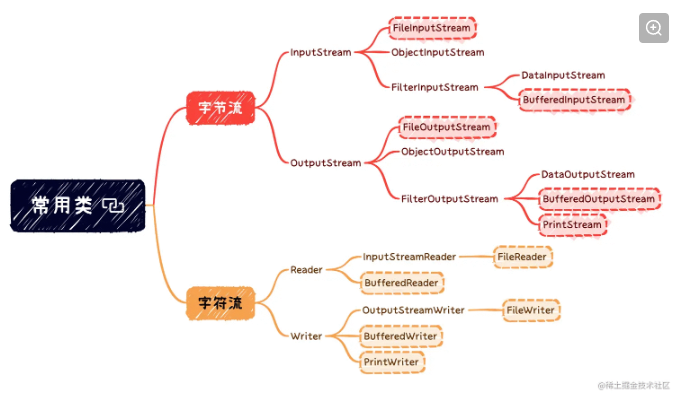 常用类
字节流
InputStream
FileInputStream
ObjectInputStream
FilterInputStream
DataInputStream
BufferedInputStream
OutputStream
FileOutputStream
ObjectOutputStream
FilterOutputStream
DataOutputStream
BufferedOutputStream
PrintStream
字符流
Reader
InputStreamReader
FileReader
BufferedReader
Writer
OutputStreamWriter
FileWriter
BufferedWriter
PrintWriter
@稀土掘金技术社区